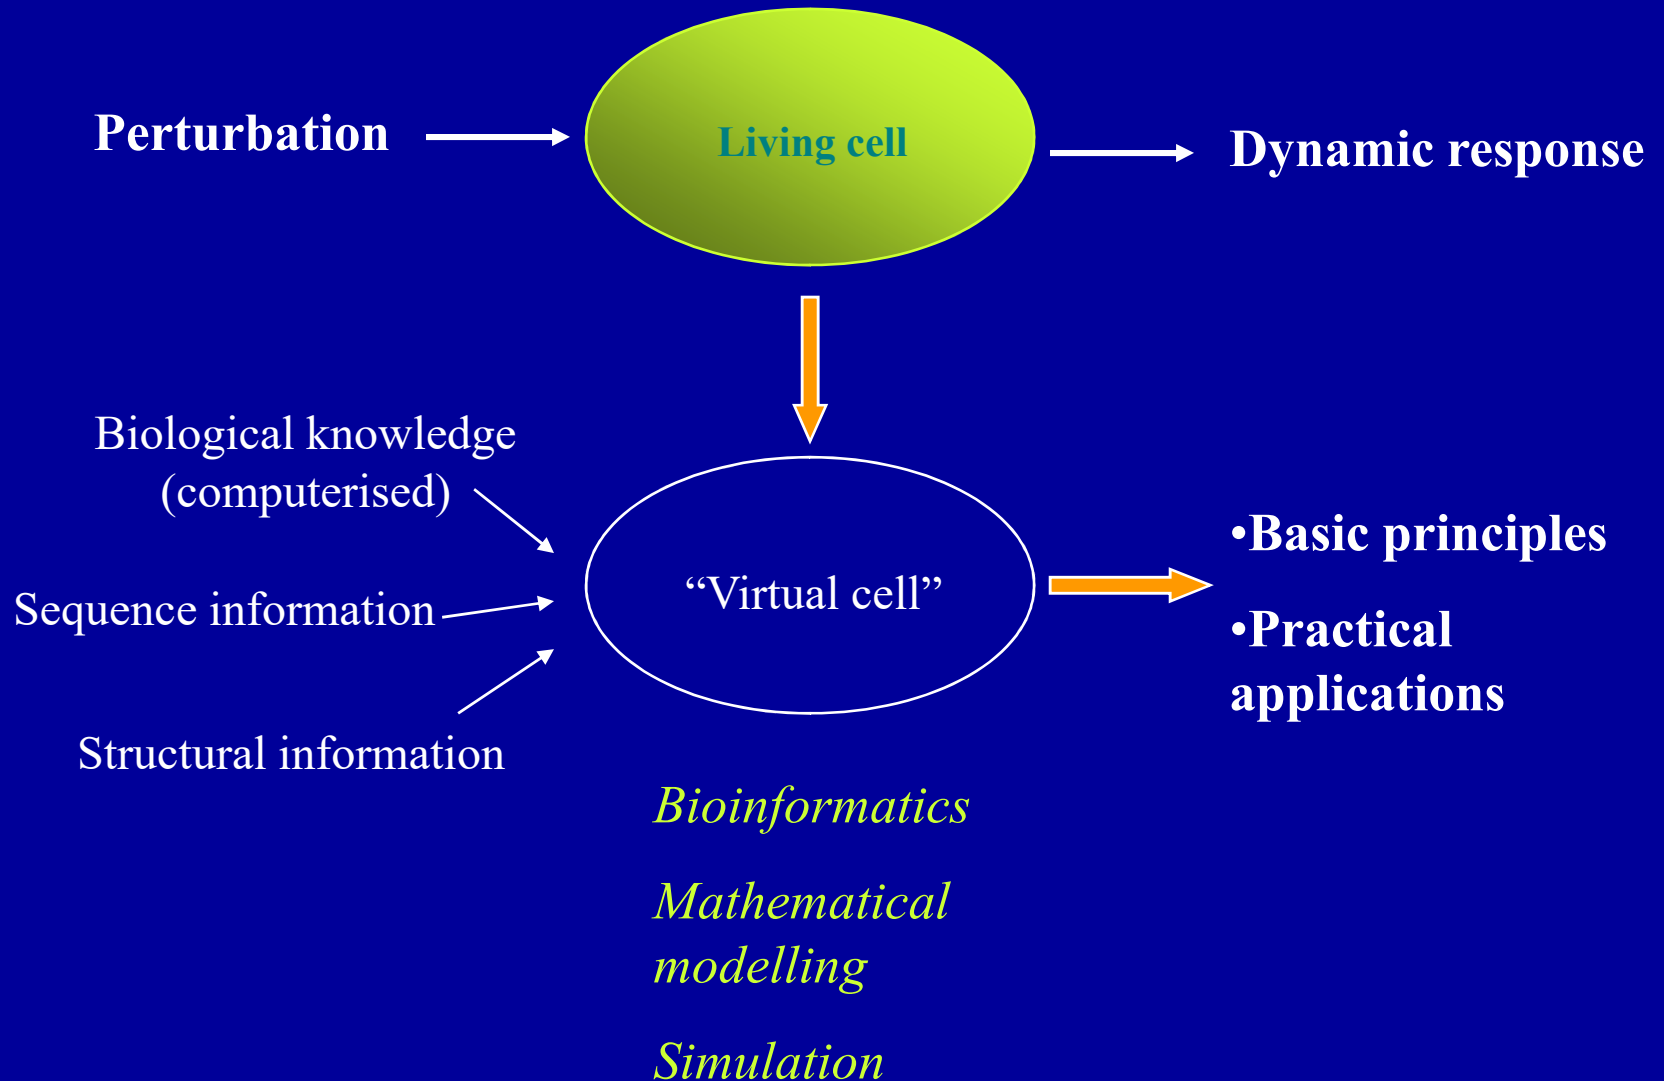 Perturbation
Living cell
Dynamic response
Biological knowledge
(computerised)
Sequence information
Structural information
“Virtual cell”
•Basic principles
•Practical
applications
Bioinformatics
Mathematical
modelling
Simulation